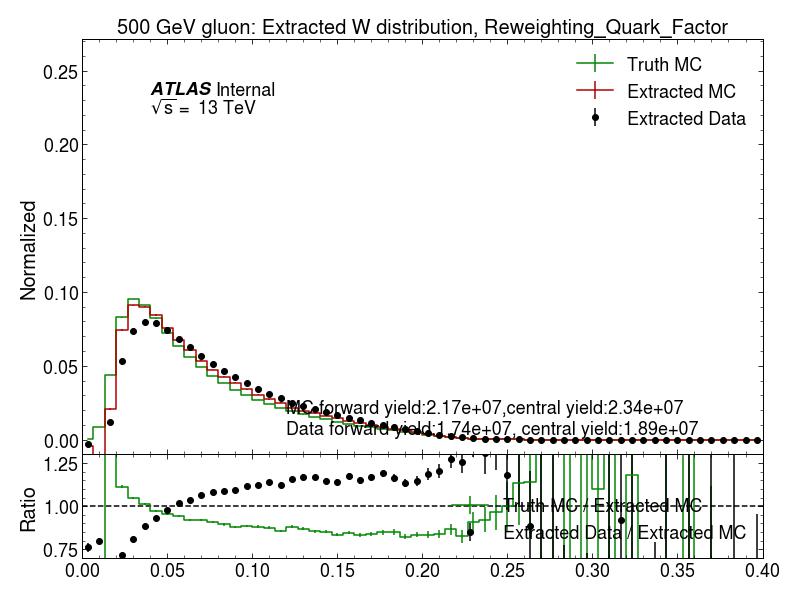 500 GeV gluon: Extracted W distribution, Reweighting_Quark_Factor
Normalized
0.25
0.20
0.15
0.10
0.05
0.00
ATLAS Internal
√s = 13 TeV
Truth MC
Extracted MC
Extracted Data
MC forward yield:2.17e+07,central yield:2.34e+07
Data forward yield:1.74e+07, central yield:1.89e+07
Ratio
1.25
1.00
0.75
Truth MC / Extracted MC
Extracted Data / Extracted MC
0.00 0.05 0.10 0.15 0.20 0.25 0.30 0.35 0.40